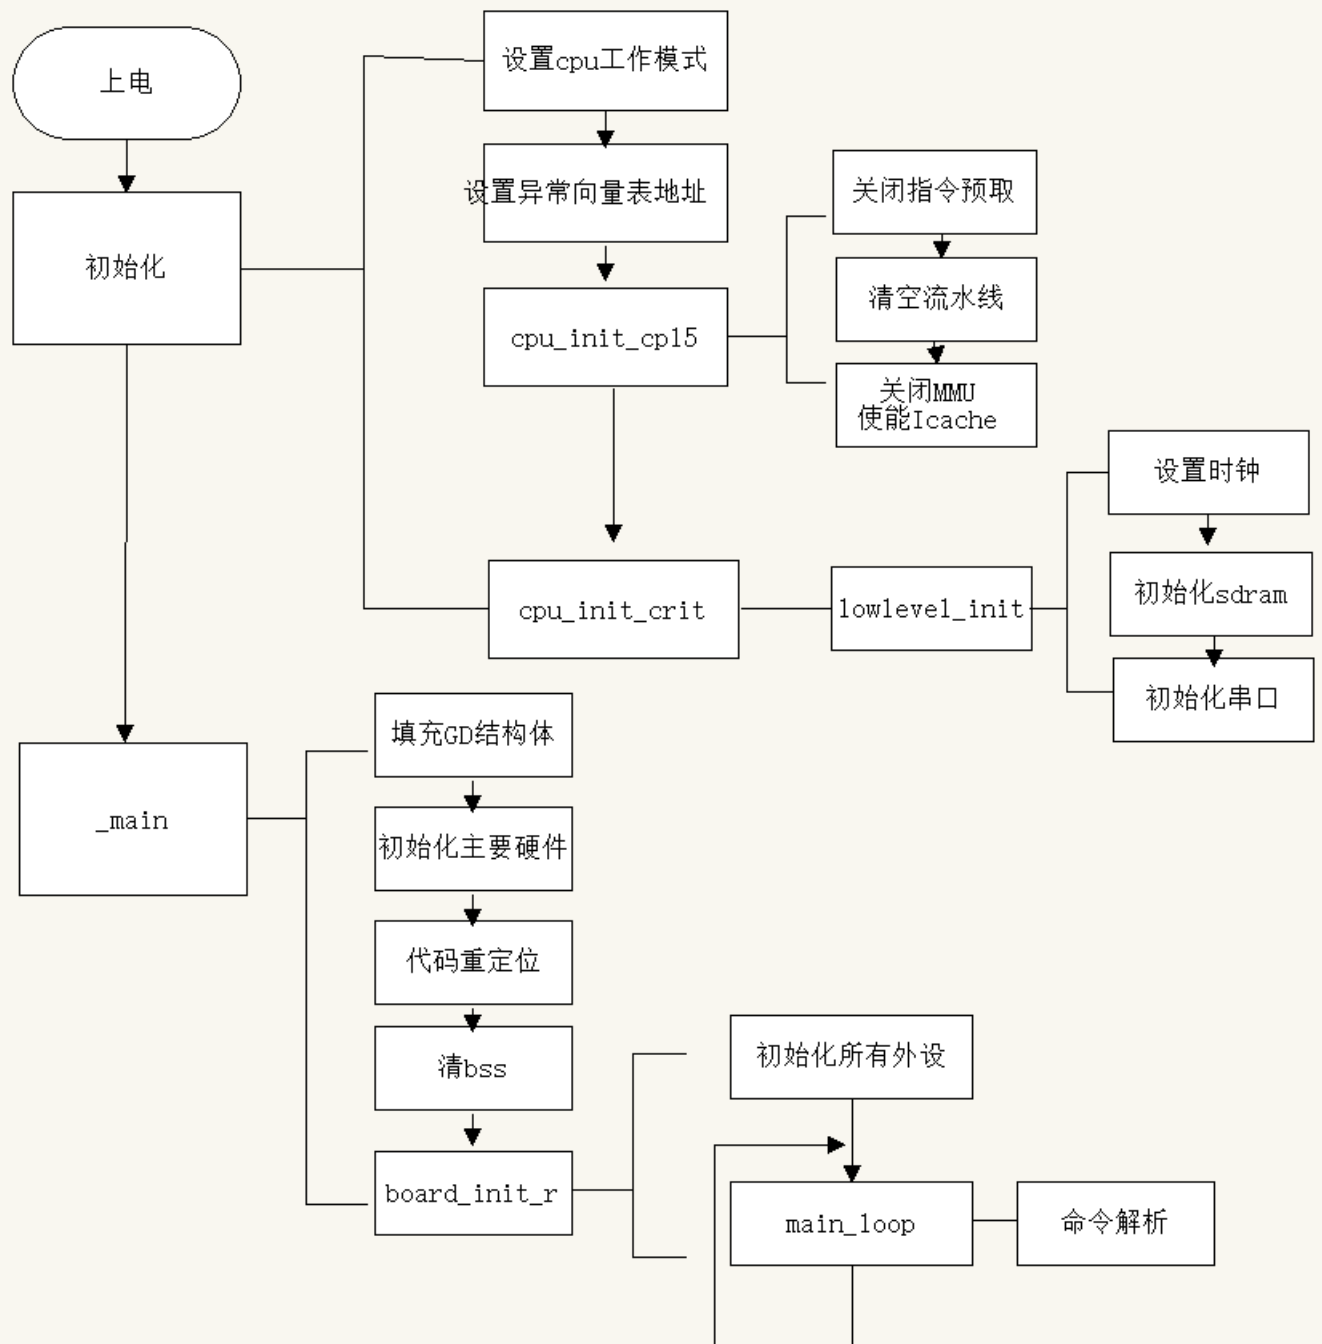 上电
初始化
设置cpu工作模式
设置异常向量表地址
cpu_init_cp15
关闭指令预取
清空流水线
关闭MMU
使能Icache
cpu_init_crit
lowlevel_init
设置时钟
初始化sdram
初始化串口
_main
填充GD结构体
初始化主要硬件
代码重定位
清bss
board_init_r
初始化所有外设
main_loop
命令解析